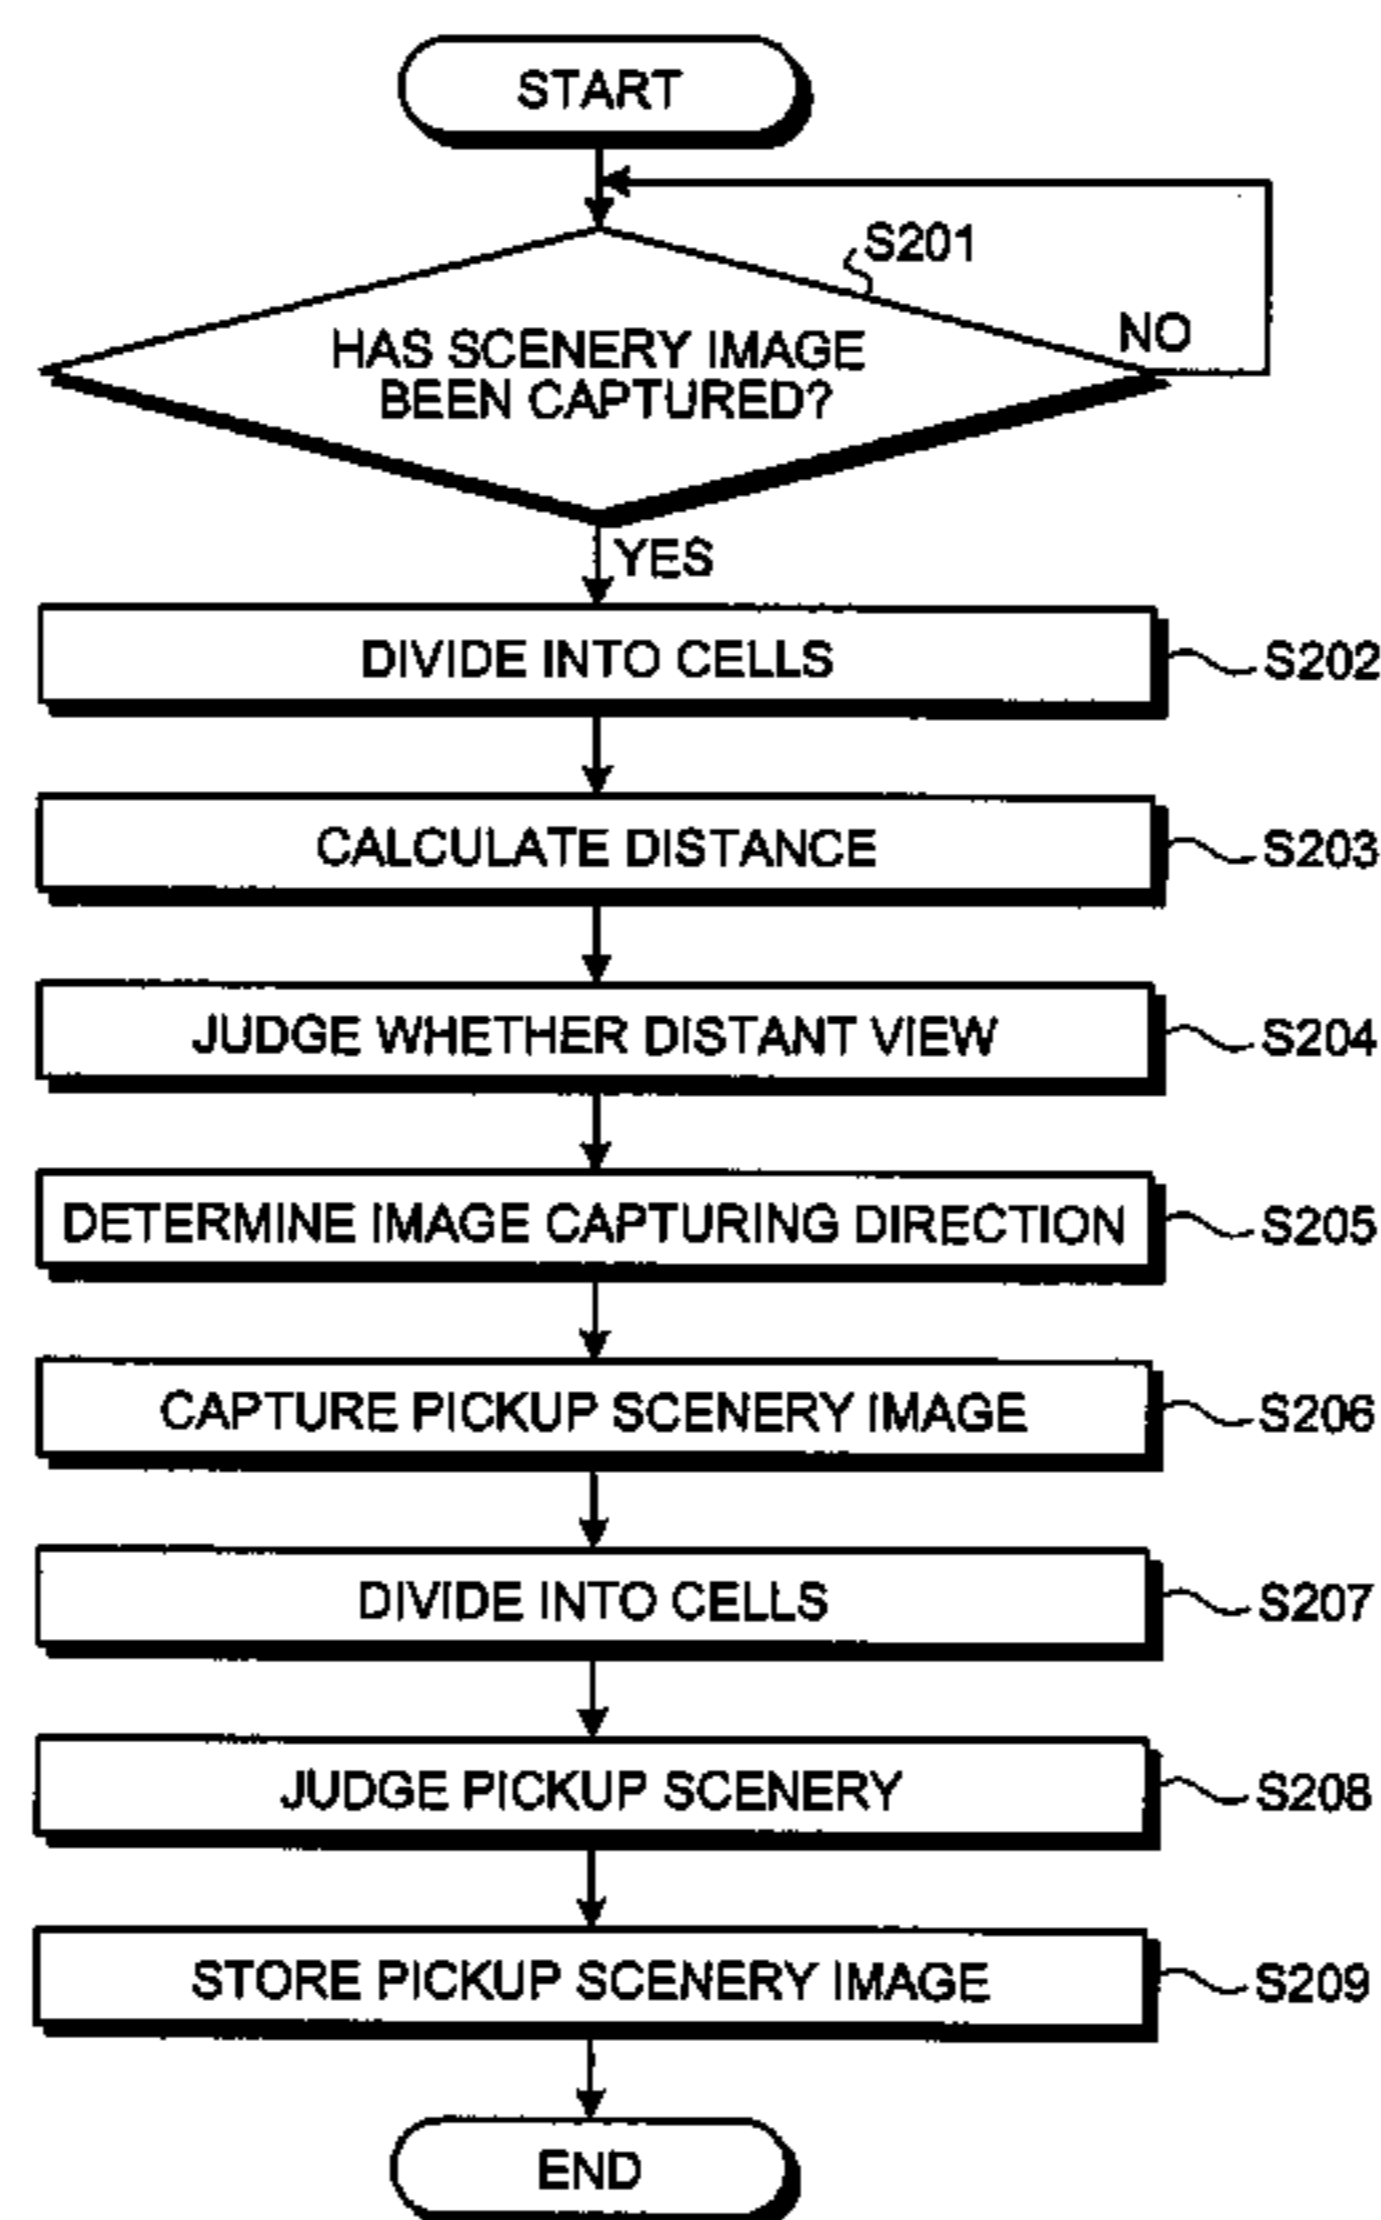 START
S201
HAS SCENERY IMAGE
BEEN CAPTURED?
NO
YES
DIVIDE INTO CELLS
S202
CALCULATE DISTANCE
S203
JUDGE WHETHER DISTANT VIEW
S204
DETERMINE IMAGE CAPTURING DIRECTION
S205
CAPTURE PICKUP SCENERY IMAGE
S206
DIVIDE INTO CELLS
S207
JUDGE PICKUP SCENERY
S208
STORE PICKUP SCENERY IMAGE
S209
END